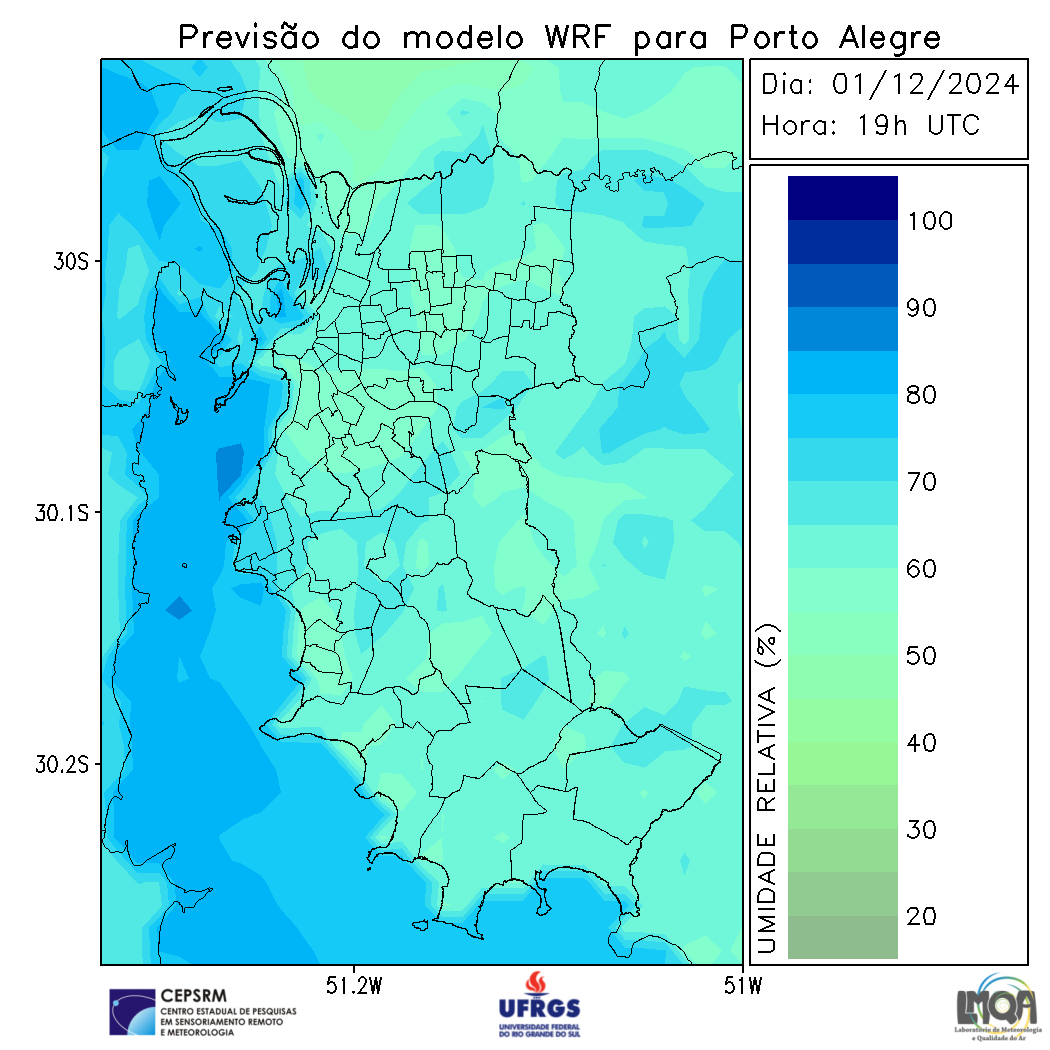 Previsão do modelo WRF para Porto Alegre
Dia: 01/12/2024
Hora: 19h UTC
30S
30.1S
30.2S
51.2W
51W
100
90
80
70
60
50
40
30
20
UMIDADE RELATIVA (%)
CEPSRM
CENTRO ESTADUAL DE PESQUISAS
EM SENSORIAMENTO REMOTO
E METEOROLOGIA
UFRGS
UNIVERSIDADE FEDERAL
DO RIO GRANDE DO SUL
LMQA
Laboratório de Meteorologia
e Qualidade do Ar